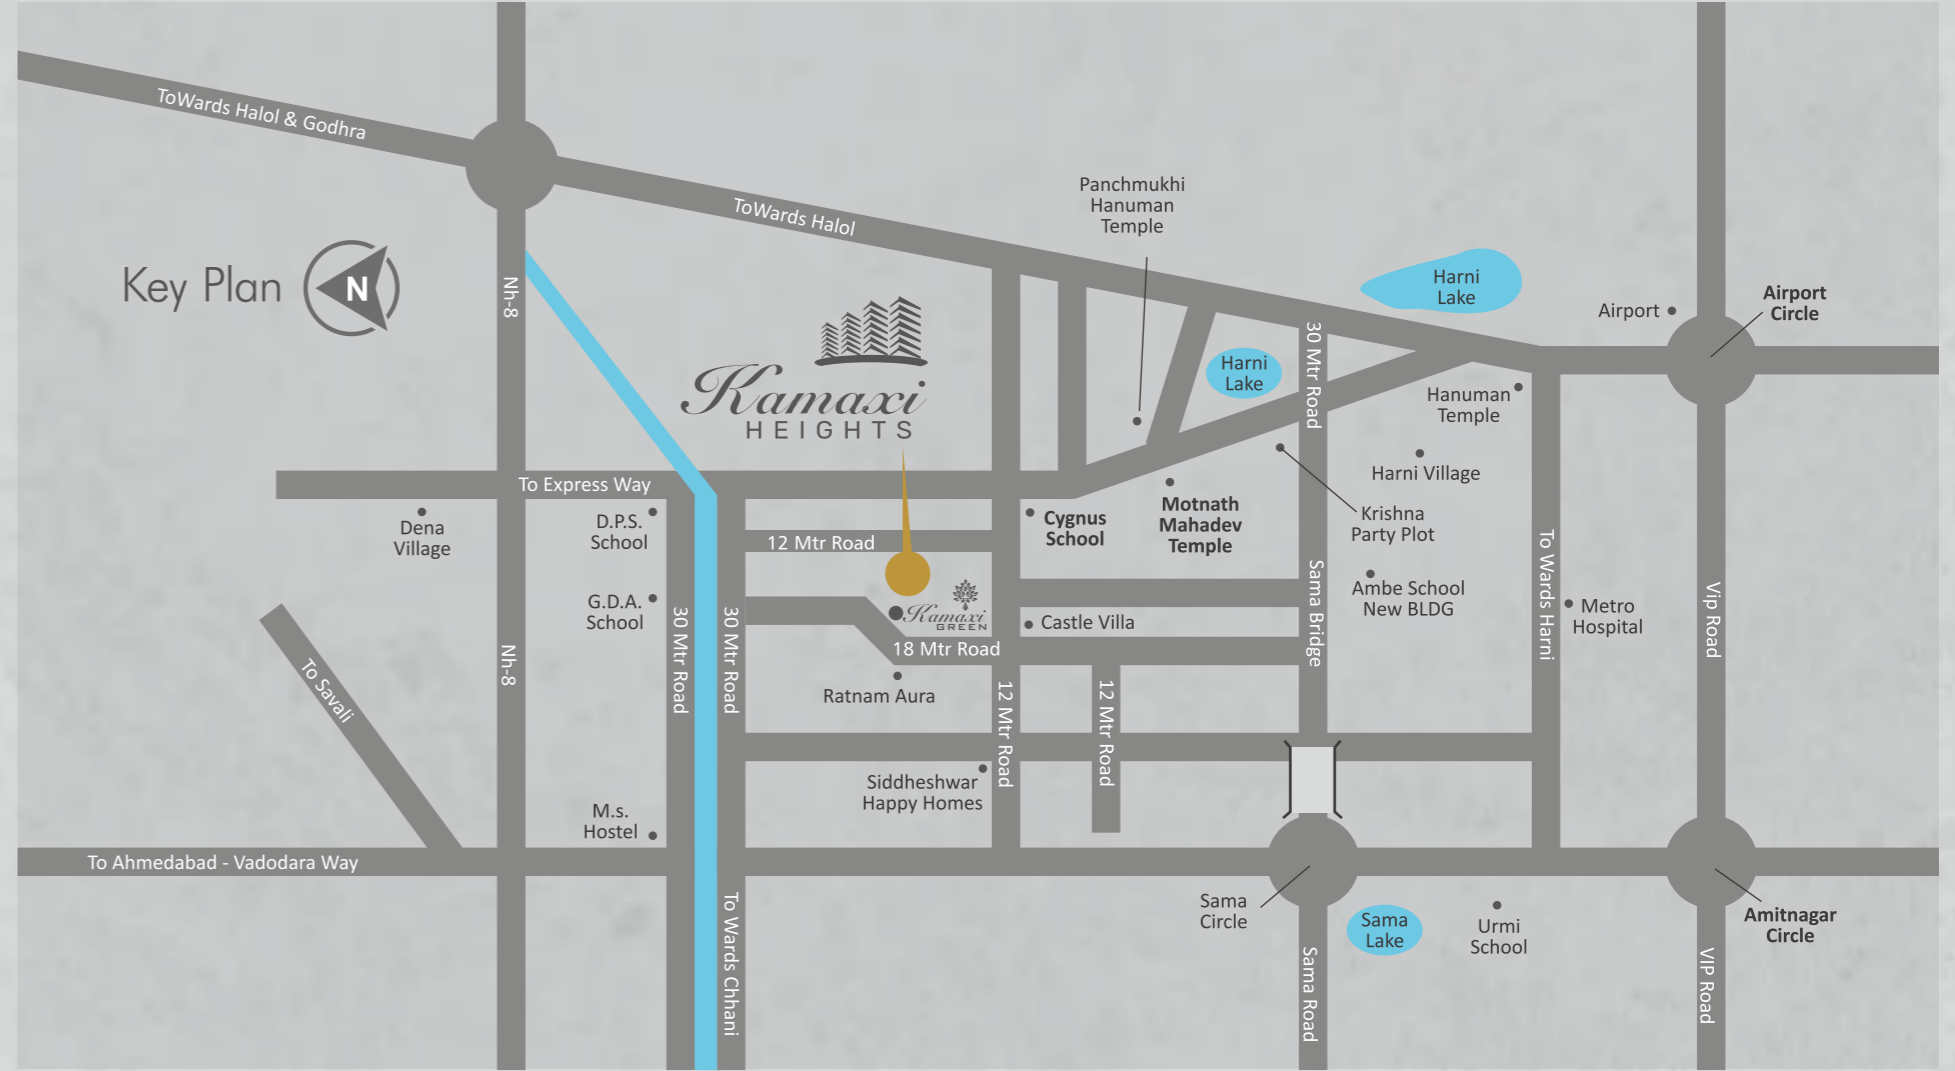 ToWards Halol & Godhra
ToWards Halol
Panchmukhi
Hanuman
Temple
Key Plan
N
Nh-8
Harni
Lake
Airport
Airport
Circle
Kamaxi
HEIGHTS
Harni
Lake
30 Mtr Road
Hanuman
Temple
Harni Village
To Express Way
Dena
Village
D.P.S.
School
12 Mtr Road
Cygnus
School
Motnath
Mahadev
Temple
Krishna
Party Plot
G.D.A.
School
30 Mtr Road
30 Mtr Road
Kamaxi
GREEN
Castle Villa
18 Mtr Road
Sama Bridge
Ambe School
New BLDG
To Wards Harni
Metro
Hospital
Vip Road
To Savali
Nh-8
Ratnam Aura
12 Mtr Road
12 Mtr Road
Siddheshwar
Happy Homes
M.s.
Hostel
To Ahmedabad - Vadodara Way
To Wards Chhani
Sama
Circle
Sama Road
Sama
Lake
Urmi
School
Amitnagar
Circle
VIP Road